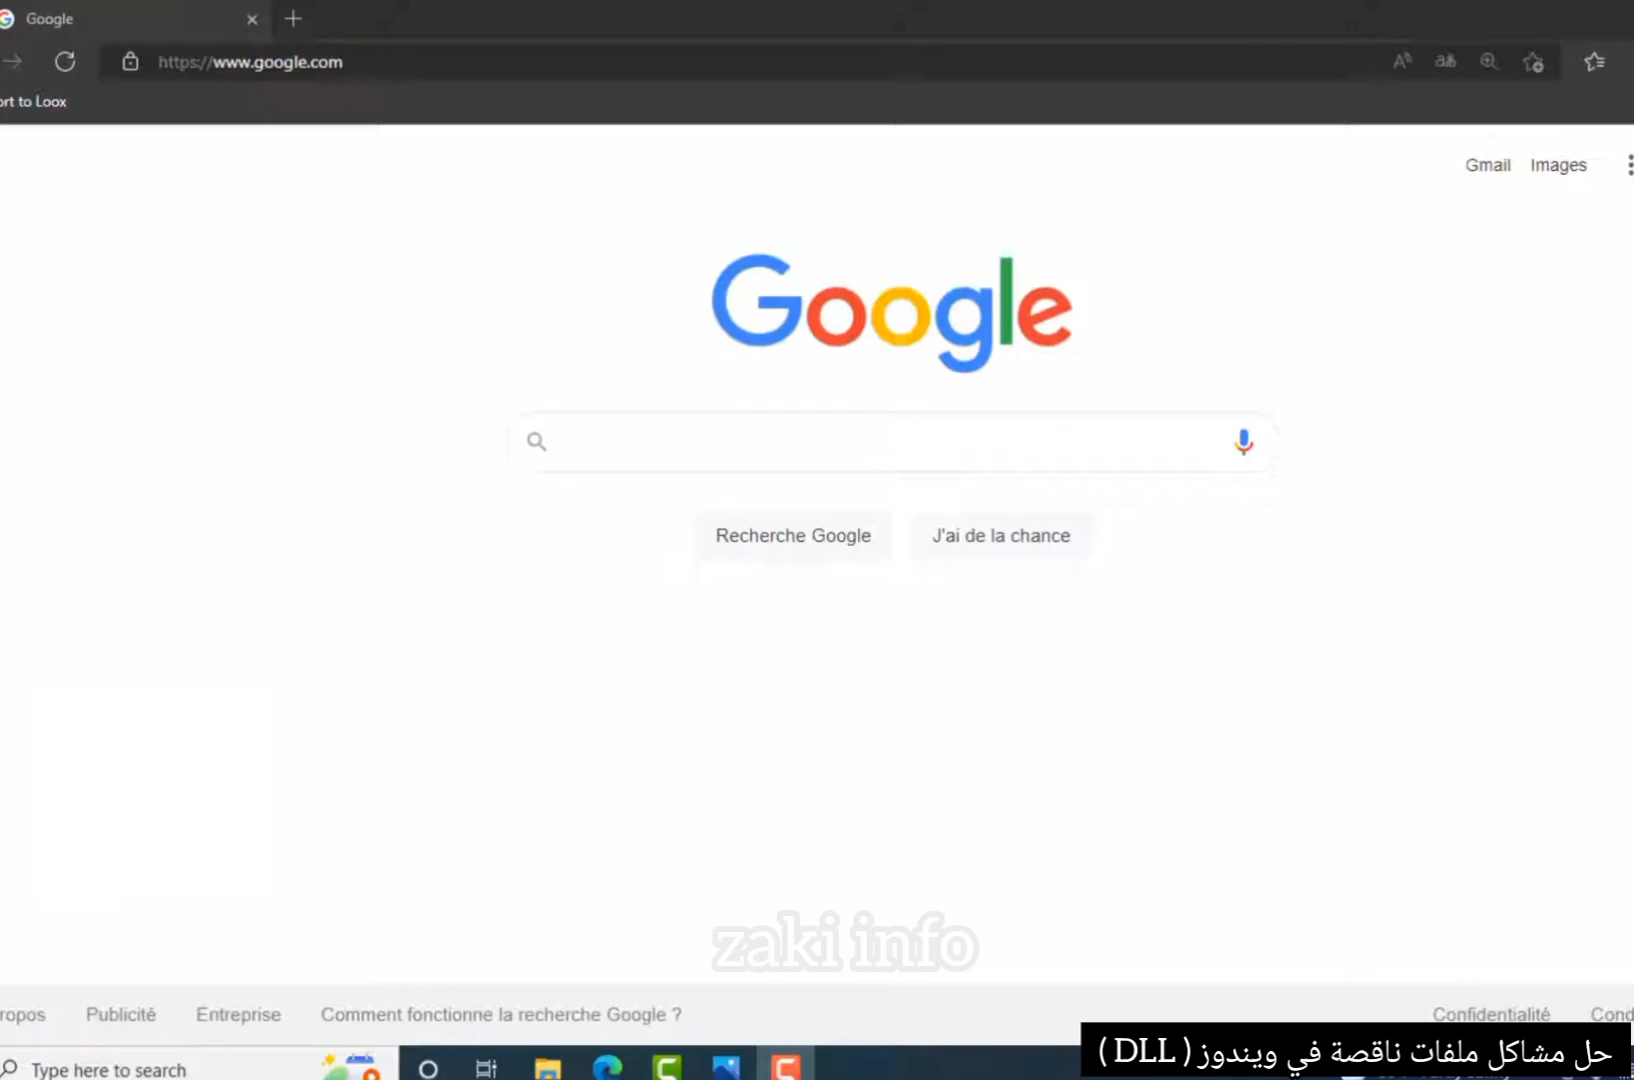 Google
https://www.google.com
ort to Loox
Gmail Images
Google
Recherche Google J'ai de la chance
zaki info
ropos Publicité Entreprise Comment fonctionne la recherche Google ? Confidentialité Cond
حل مشاكل ملفات ناقصة في ويندوز ( DLL )
Type here to search